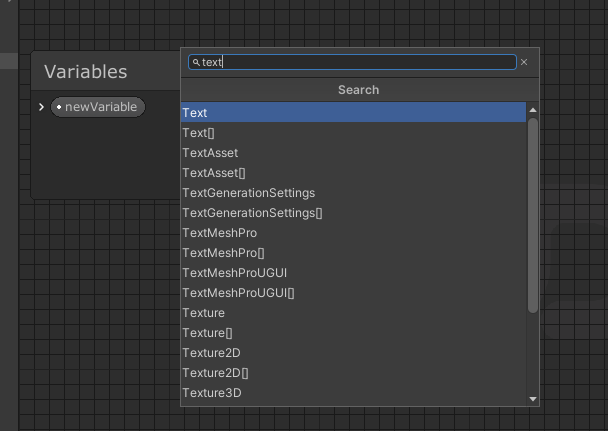 Variables
newVariable
text
Search
Text
Text[]
TextAsset
TextAsset[]
TextGenerationSettings
TextGenerationSettings[]
TextMeshPro
TextMeshPro[]
TextMeshProUGUI
TextMeshProUGUI[]
Texture
Texture[]
Texture2D
Texture2D[]
Texture3D